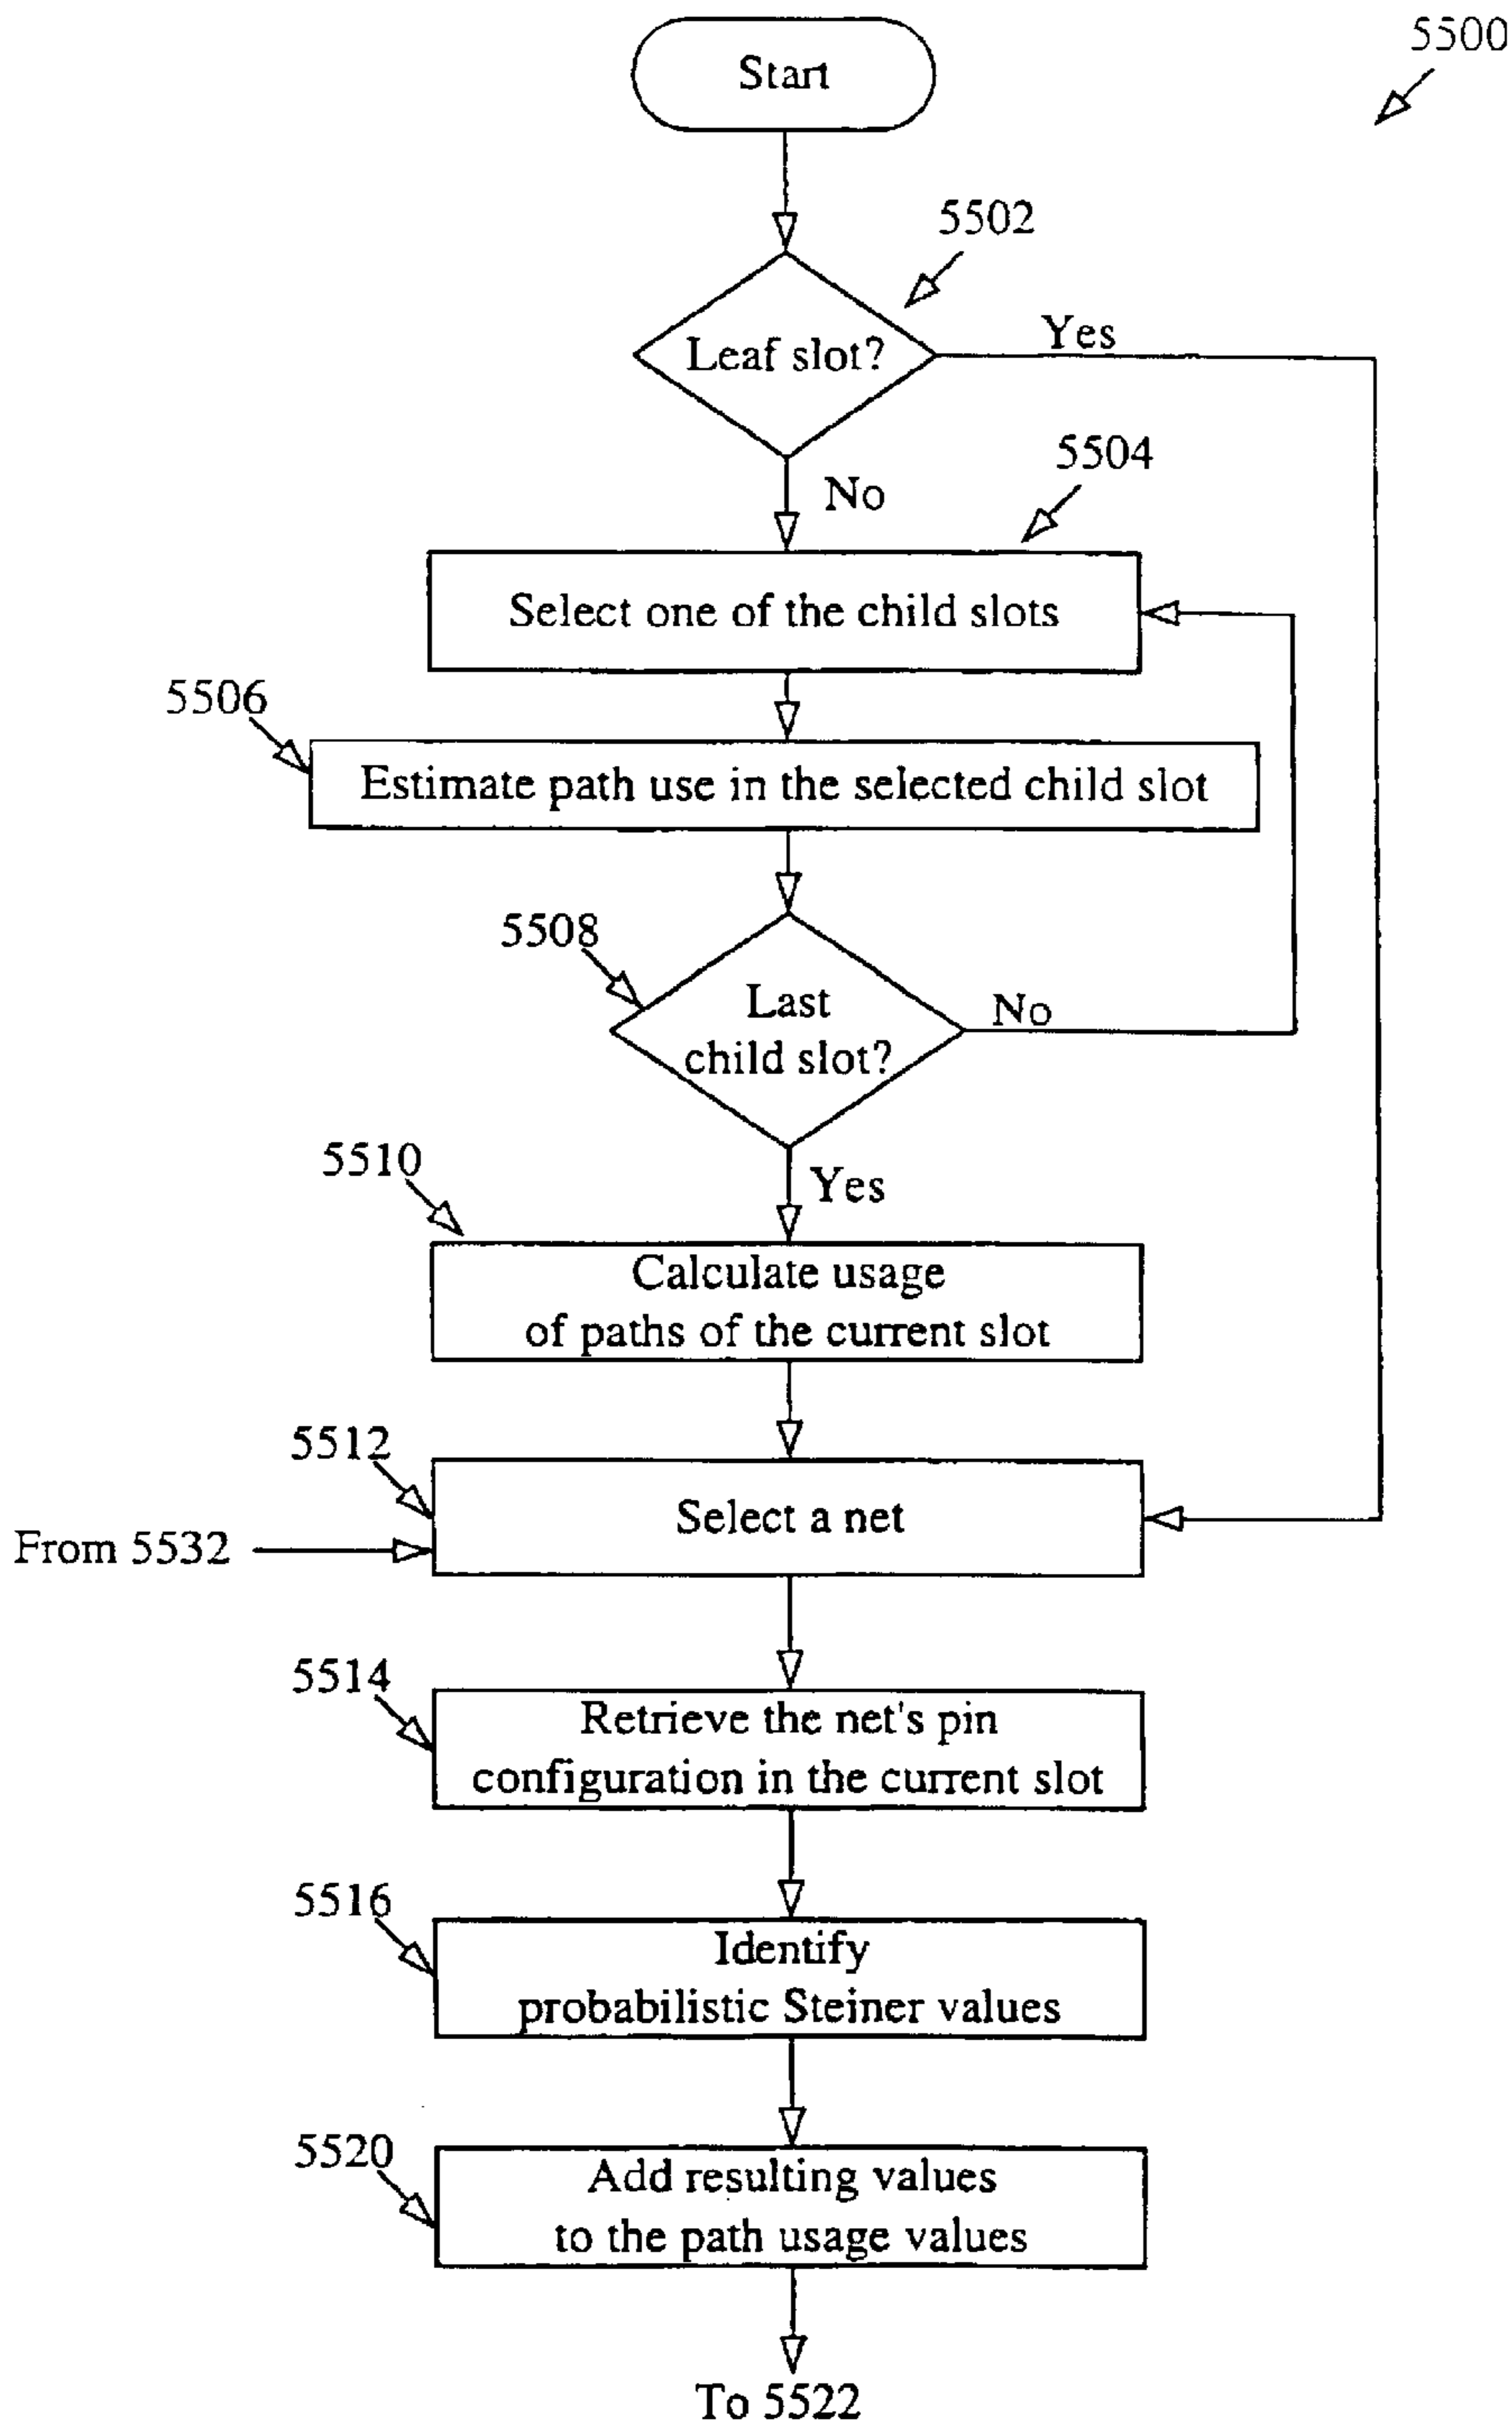 5500
Start
5502
Leaf slot?
Yes
No
5504
Select one of the child slots
5506
Estimate path use in the selected child slot
5508
Last
child slot?
No
Yes
5510
Calculate usage
of paths of the current slot
5512
Select a net
From 5532
5514
Retrieve the net's pin
configuration in the current slot
5516
Identify
probabilistic Steiner values
5520
Add resulting values
to the path usage values
To 5522